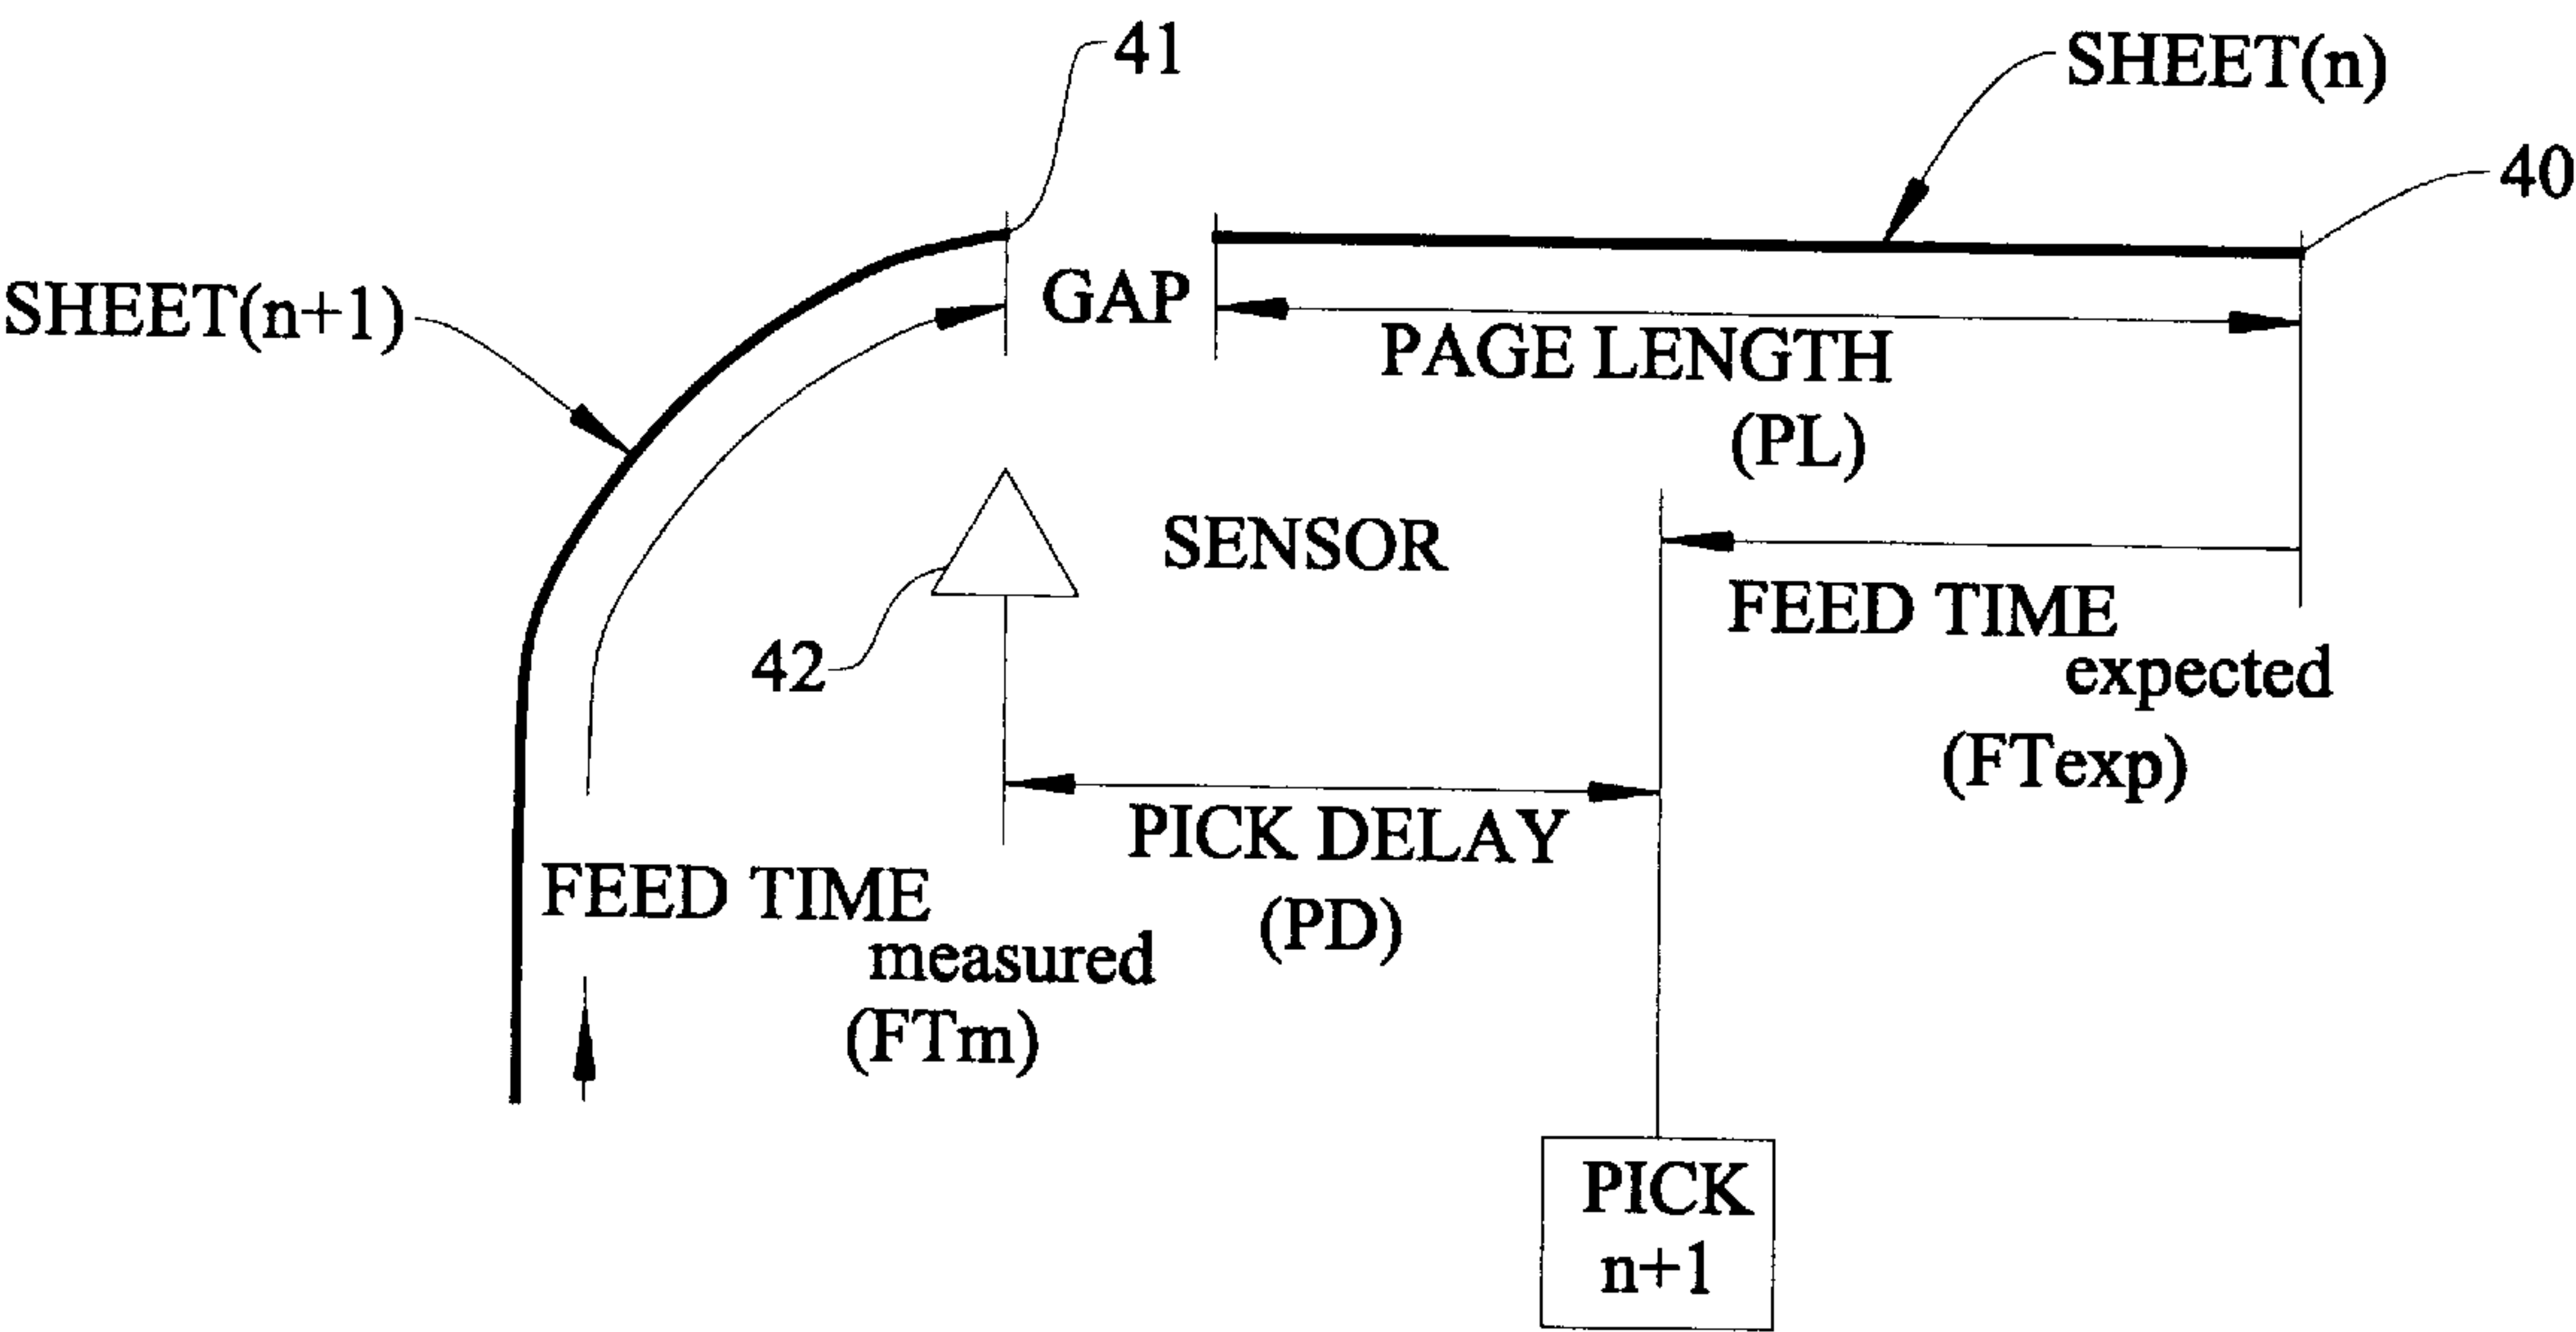 41
SHEET(n)
40
SHEET(n+1)
GAP
PAGE LENGTH
(PL)
SENSOR
42
FEED TIME
expected
(FTexp)
PICK DELAY
(PD)
FEED TIME
measured
(FTm)
PICK
n+1